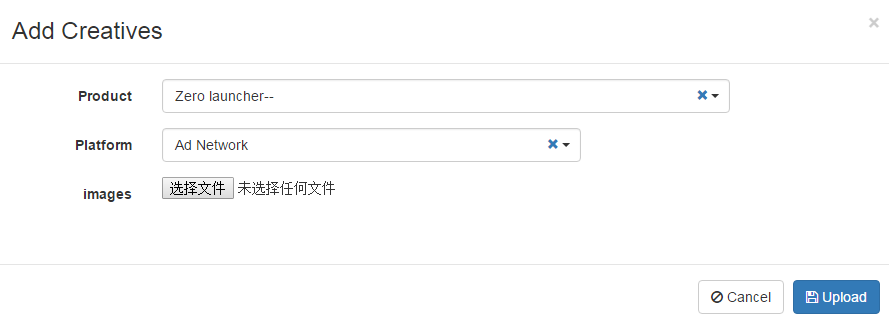 Add Creatives ×
Product Zero launcher--
Platform Ad Network
images 选择文件 未选择任何文件
Cancel Upload